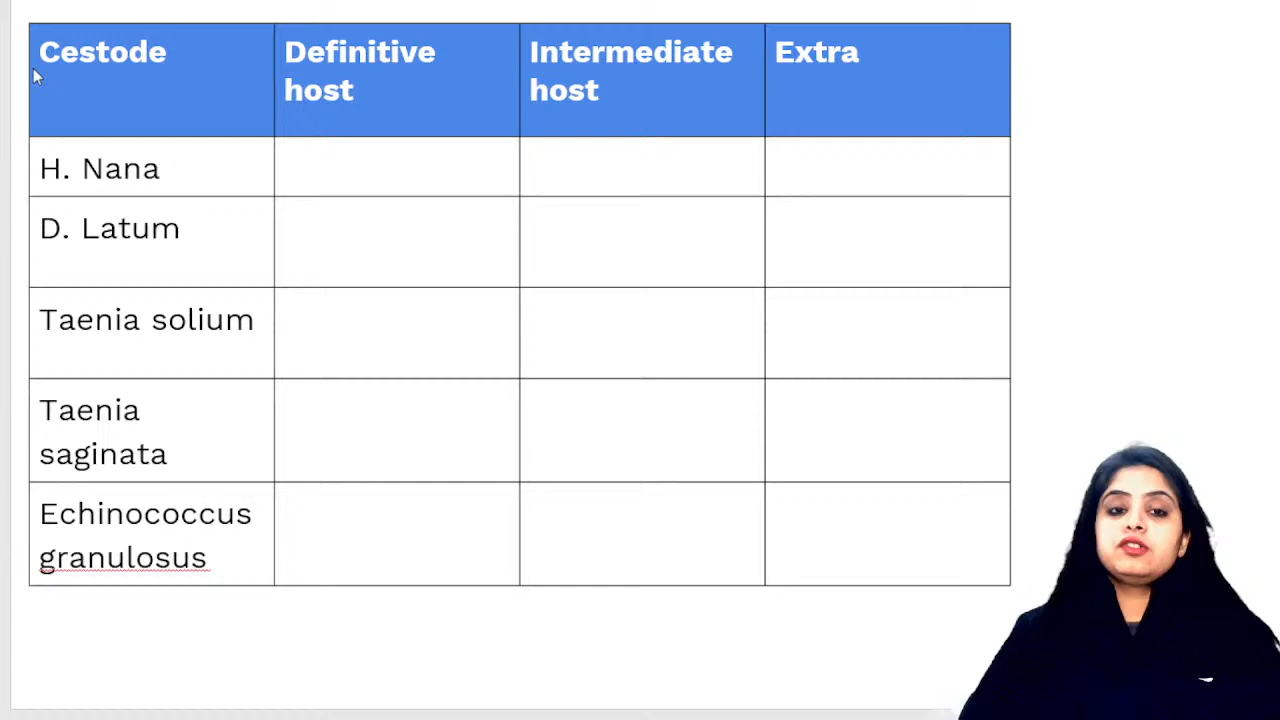 Cestode
Definitive
host
Intermediate
host
Extra
H. Nana
D. Latum
Taenia solium
Taenia
saginata
Echinococcus
granulosus